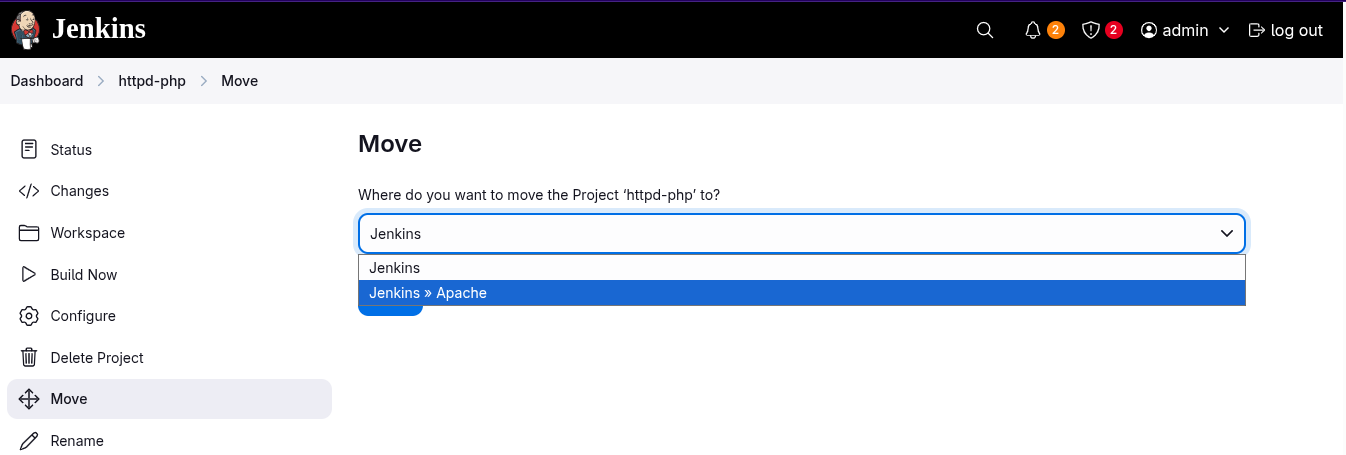 Jenkins
2
2
admin
log out
Dashboard
httpd-php
Move
Status
Changes
Workspace
Build Now
Configure
Delete Project
Move
Rename
Move
Where do you want to move the Project ‘httpd-php’ to?
Jenkins
Jenkins
Jenkins » Apache